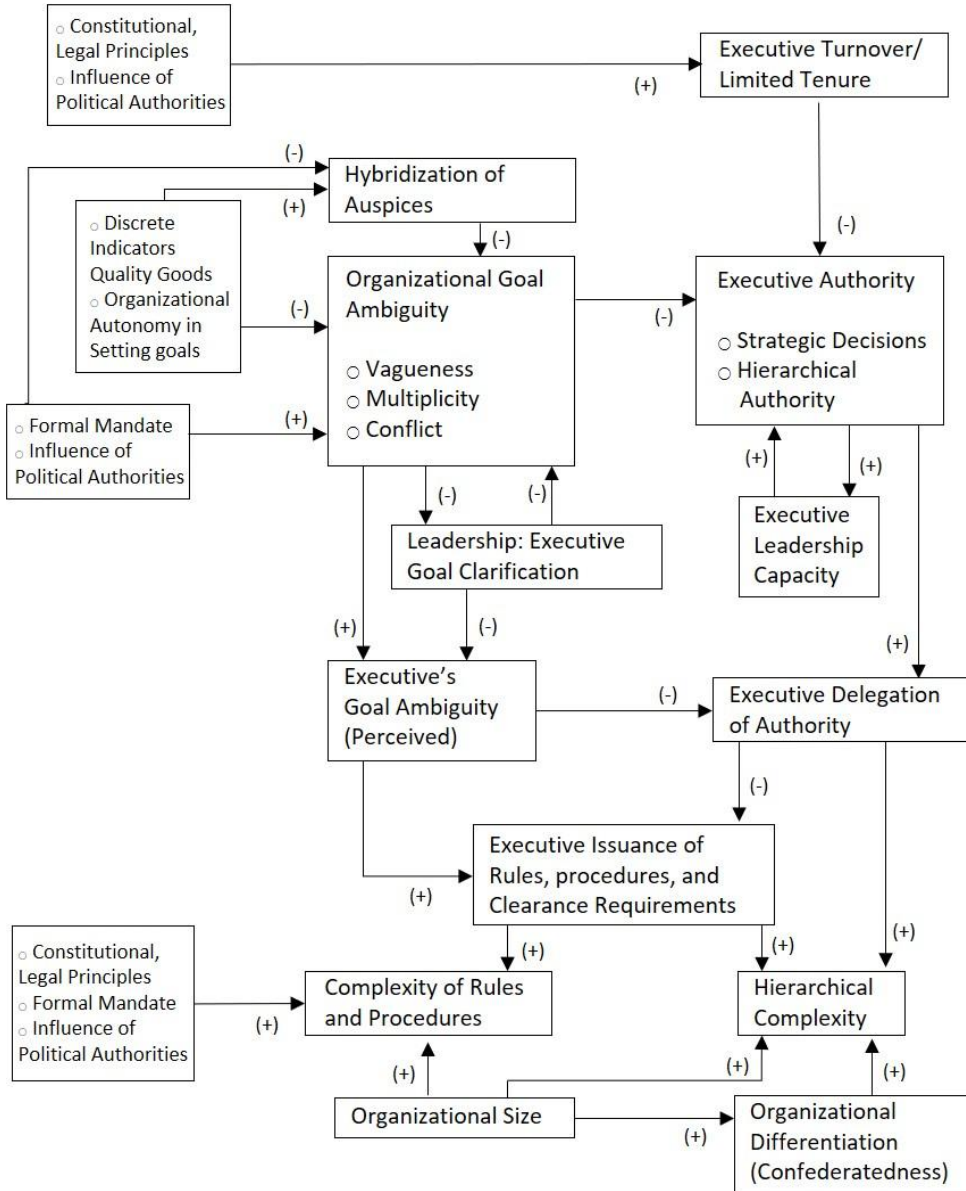 ○ Constitutional,
Legal Principles
○ Influence of
Political Authorities
(+)
Executive Turnover/
Limited Tenure
(-)
(-)
(+)
Hybridization of
Auspices
(-)
○ Discrete
Indicators
Quality Goods
○ Organizational
Autonomy in
Setting goals
(-)
Organizational Goal
Ambiguity
○ Vagueness
○ Multiplicity
○ Conflict
(-)
Executive Authority
○ Strategic Decisions
○ Hierarchical
Authority
○ Formal Mandate
○ Influence of
Political Authorities
(+)
(+)
(+)
(-)
(-)
Executive
Leadership
Capacity
Leadership: Executive
Goal Clarification
(+)
(-)
(+)
Executive's
Goal Ambiguity
(Perceived)
(-)
Executive Delegation
of Authority
(-)
Executive Issuance of
Rules, procedures, and
Clearance Requirements
(+)
(+)
(+)
(+)
○ Constitutional,
Legal Principles
○ Formal Mandate
○ Influence of
Political Authorities
(+)
Complexity of Rules
and Procedures
Hierarchical
Complexity
(+)
(+)
(+)
Organizational Size
(+)
Organizational
Differentiation
(Confederatedness)